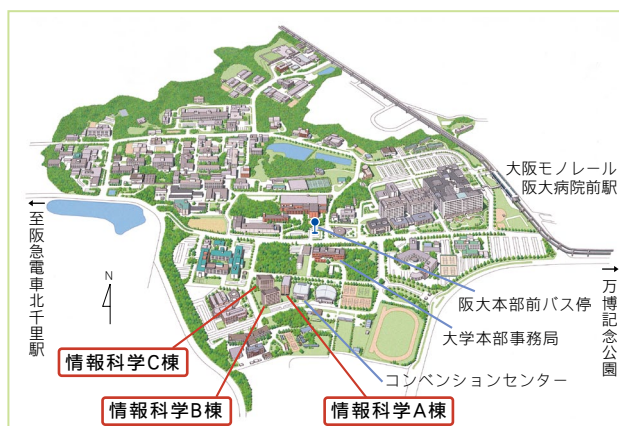 大阪モノレール
阪大病院前駅
至阪急電車北千里駅
N
万博記念公園
阪大本部前バス停
大学本部事務局
コンベンションセンター
情報科学C棟
情報科学B棟
情報科学A棟